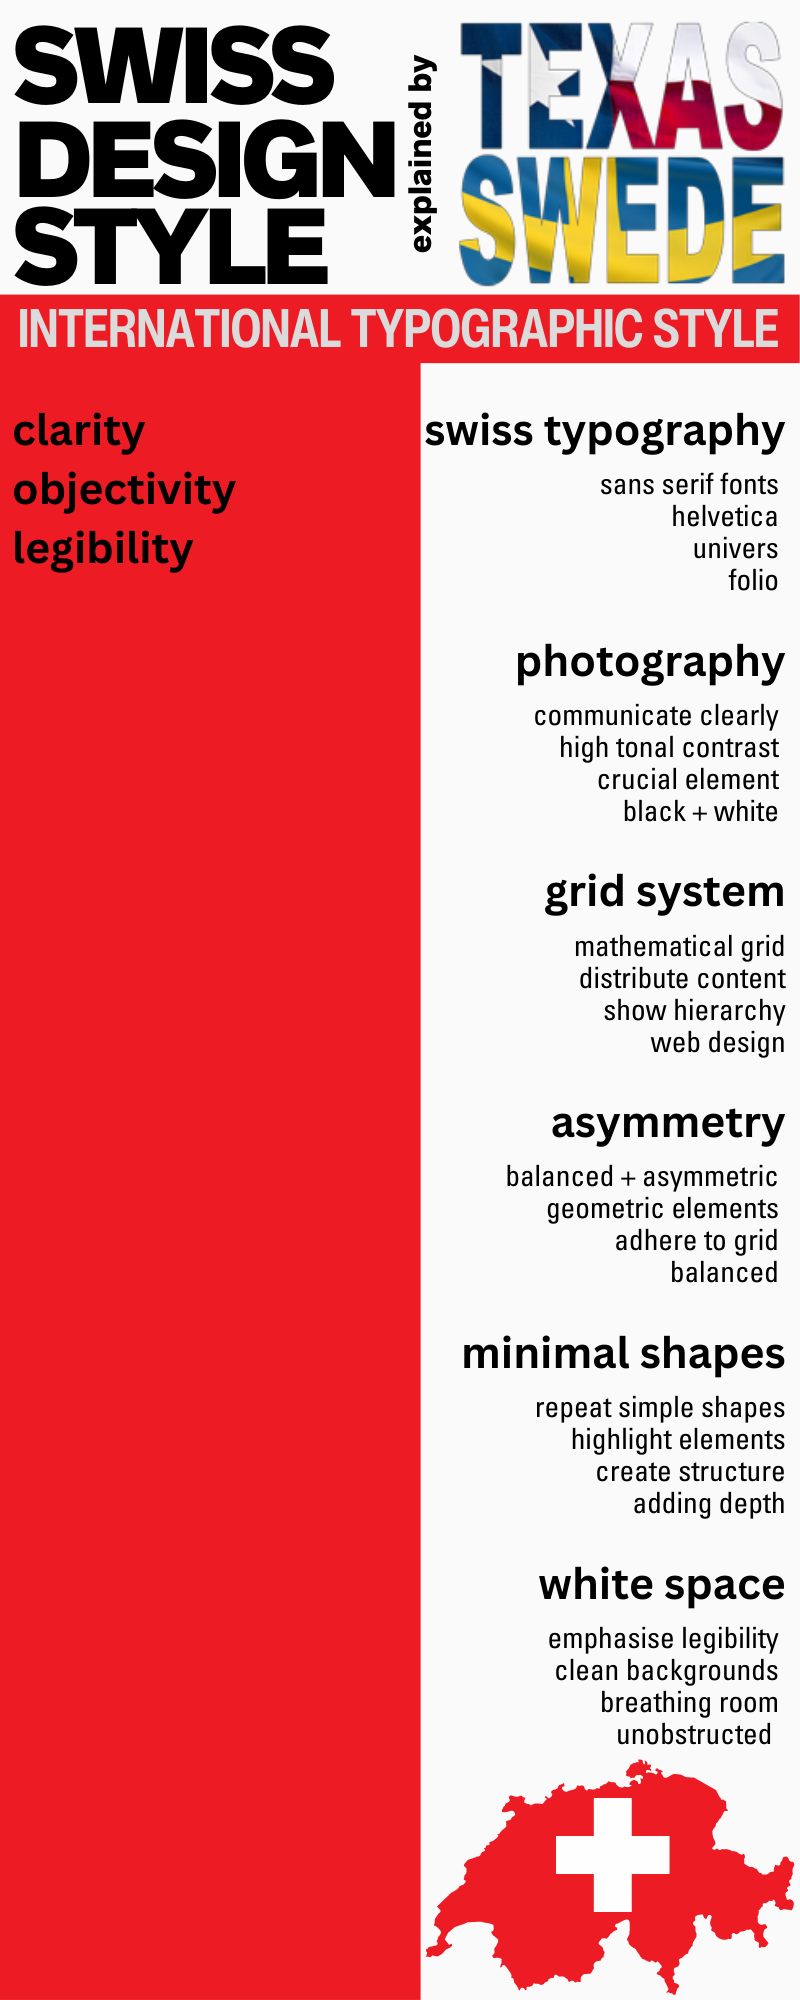 SWISS
DESIGN
STYLE
explained by
TEXAS
SWEDE
INTERNATIONAL TYPOGRAPHIC STYLE
clarity
objectivity
legibility
swiss typography
sans serif fonts
helvetica
univers
folio
photography
communicate clearly
high tonal contrast
crucial element
black + white
grid system
mathematical grid
distribute content
show hierarchy
web design
asymmetry
balanced + asymmetric
geometric elements
adhere to grid
balanced
minimal shapes
repeat simple shapes
highlight elements
create structure
adding depth
white space
emphasise legibility
clean backgrounds
breathing room
unobstructed